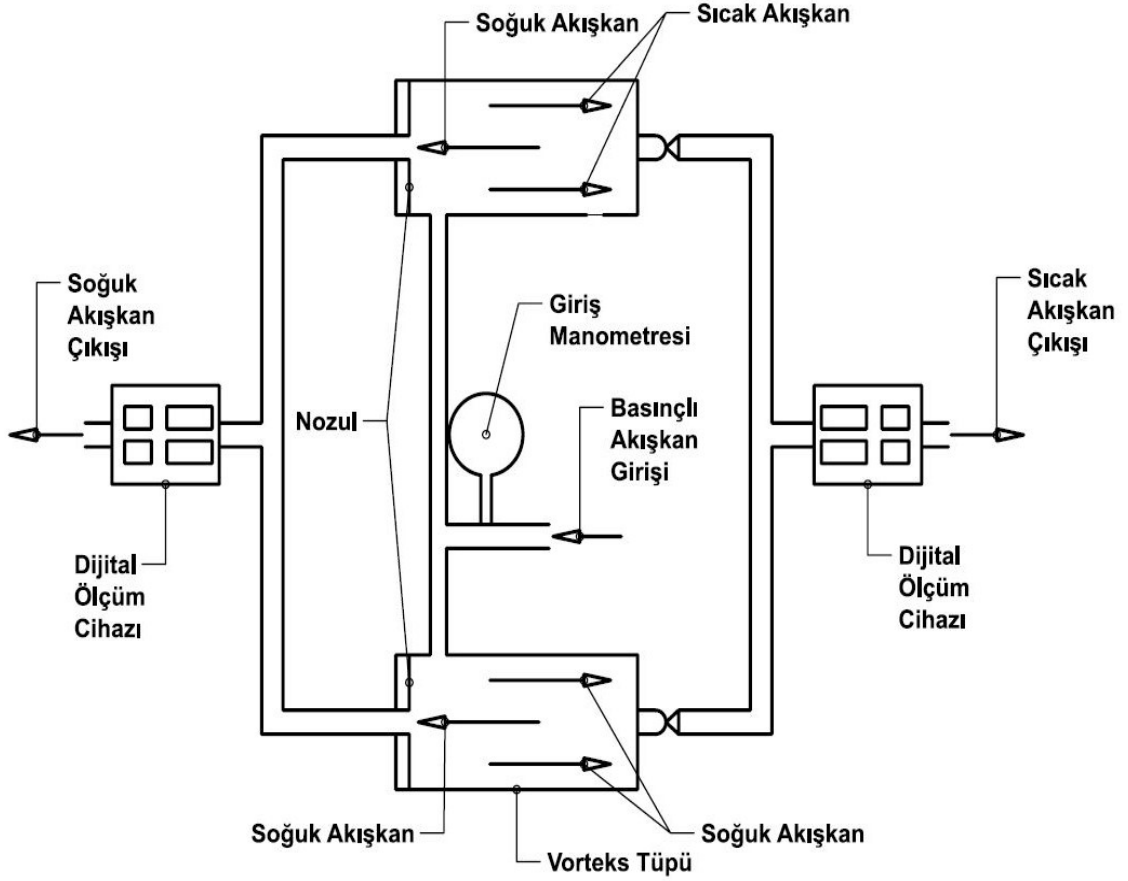 Soğuk Akışkan
Sıcak Akışkan
Soğuk
Akışkan
Çıkışı
Giriş
Manometresi
Sıcak
Akışkan
Çıkışı
Nozul
Basınçlı
Akışkan
Girişi
Dijital
Ölçüm
Cihazı
Dijital
Ölçüm
Cihazı
Soğuk Akışkan
Soğuk Akışkan
Vorteks Tüpü